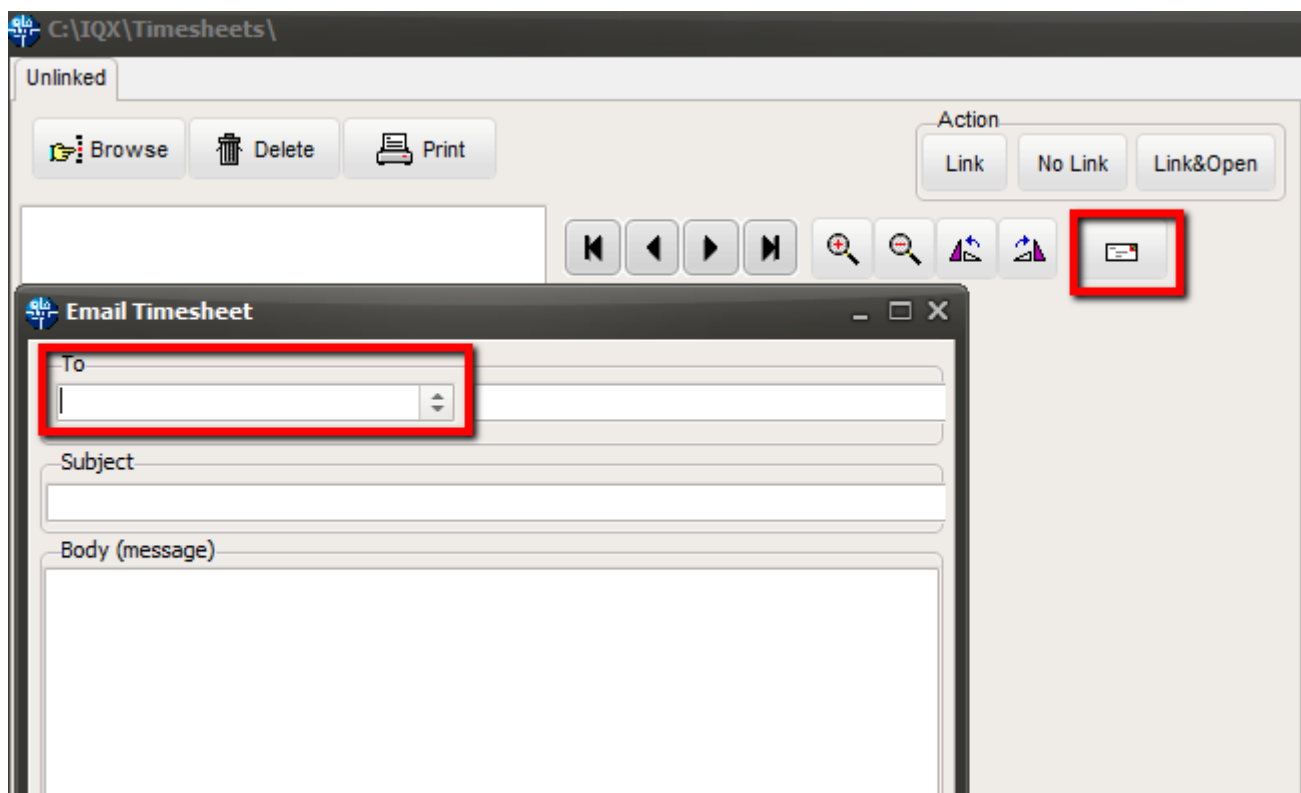 C:\IQX\Timesheets\
Unlinked
Browse Delete Print
Action
Link No Link Link&Open
Email Timesheet
To
Subject
Body (message)